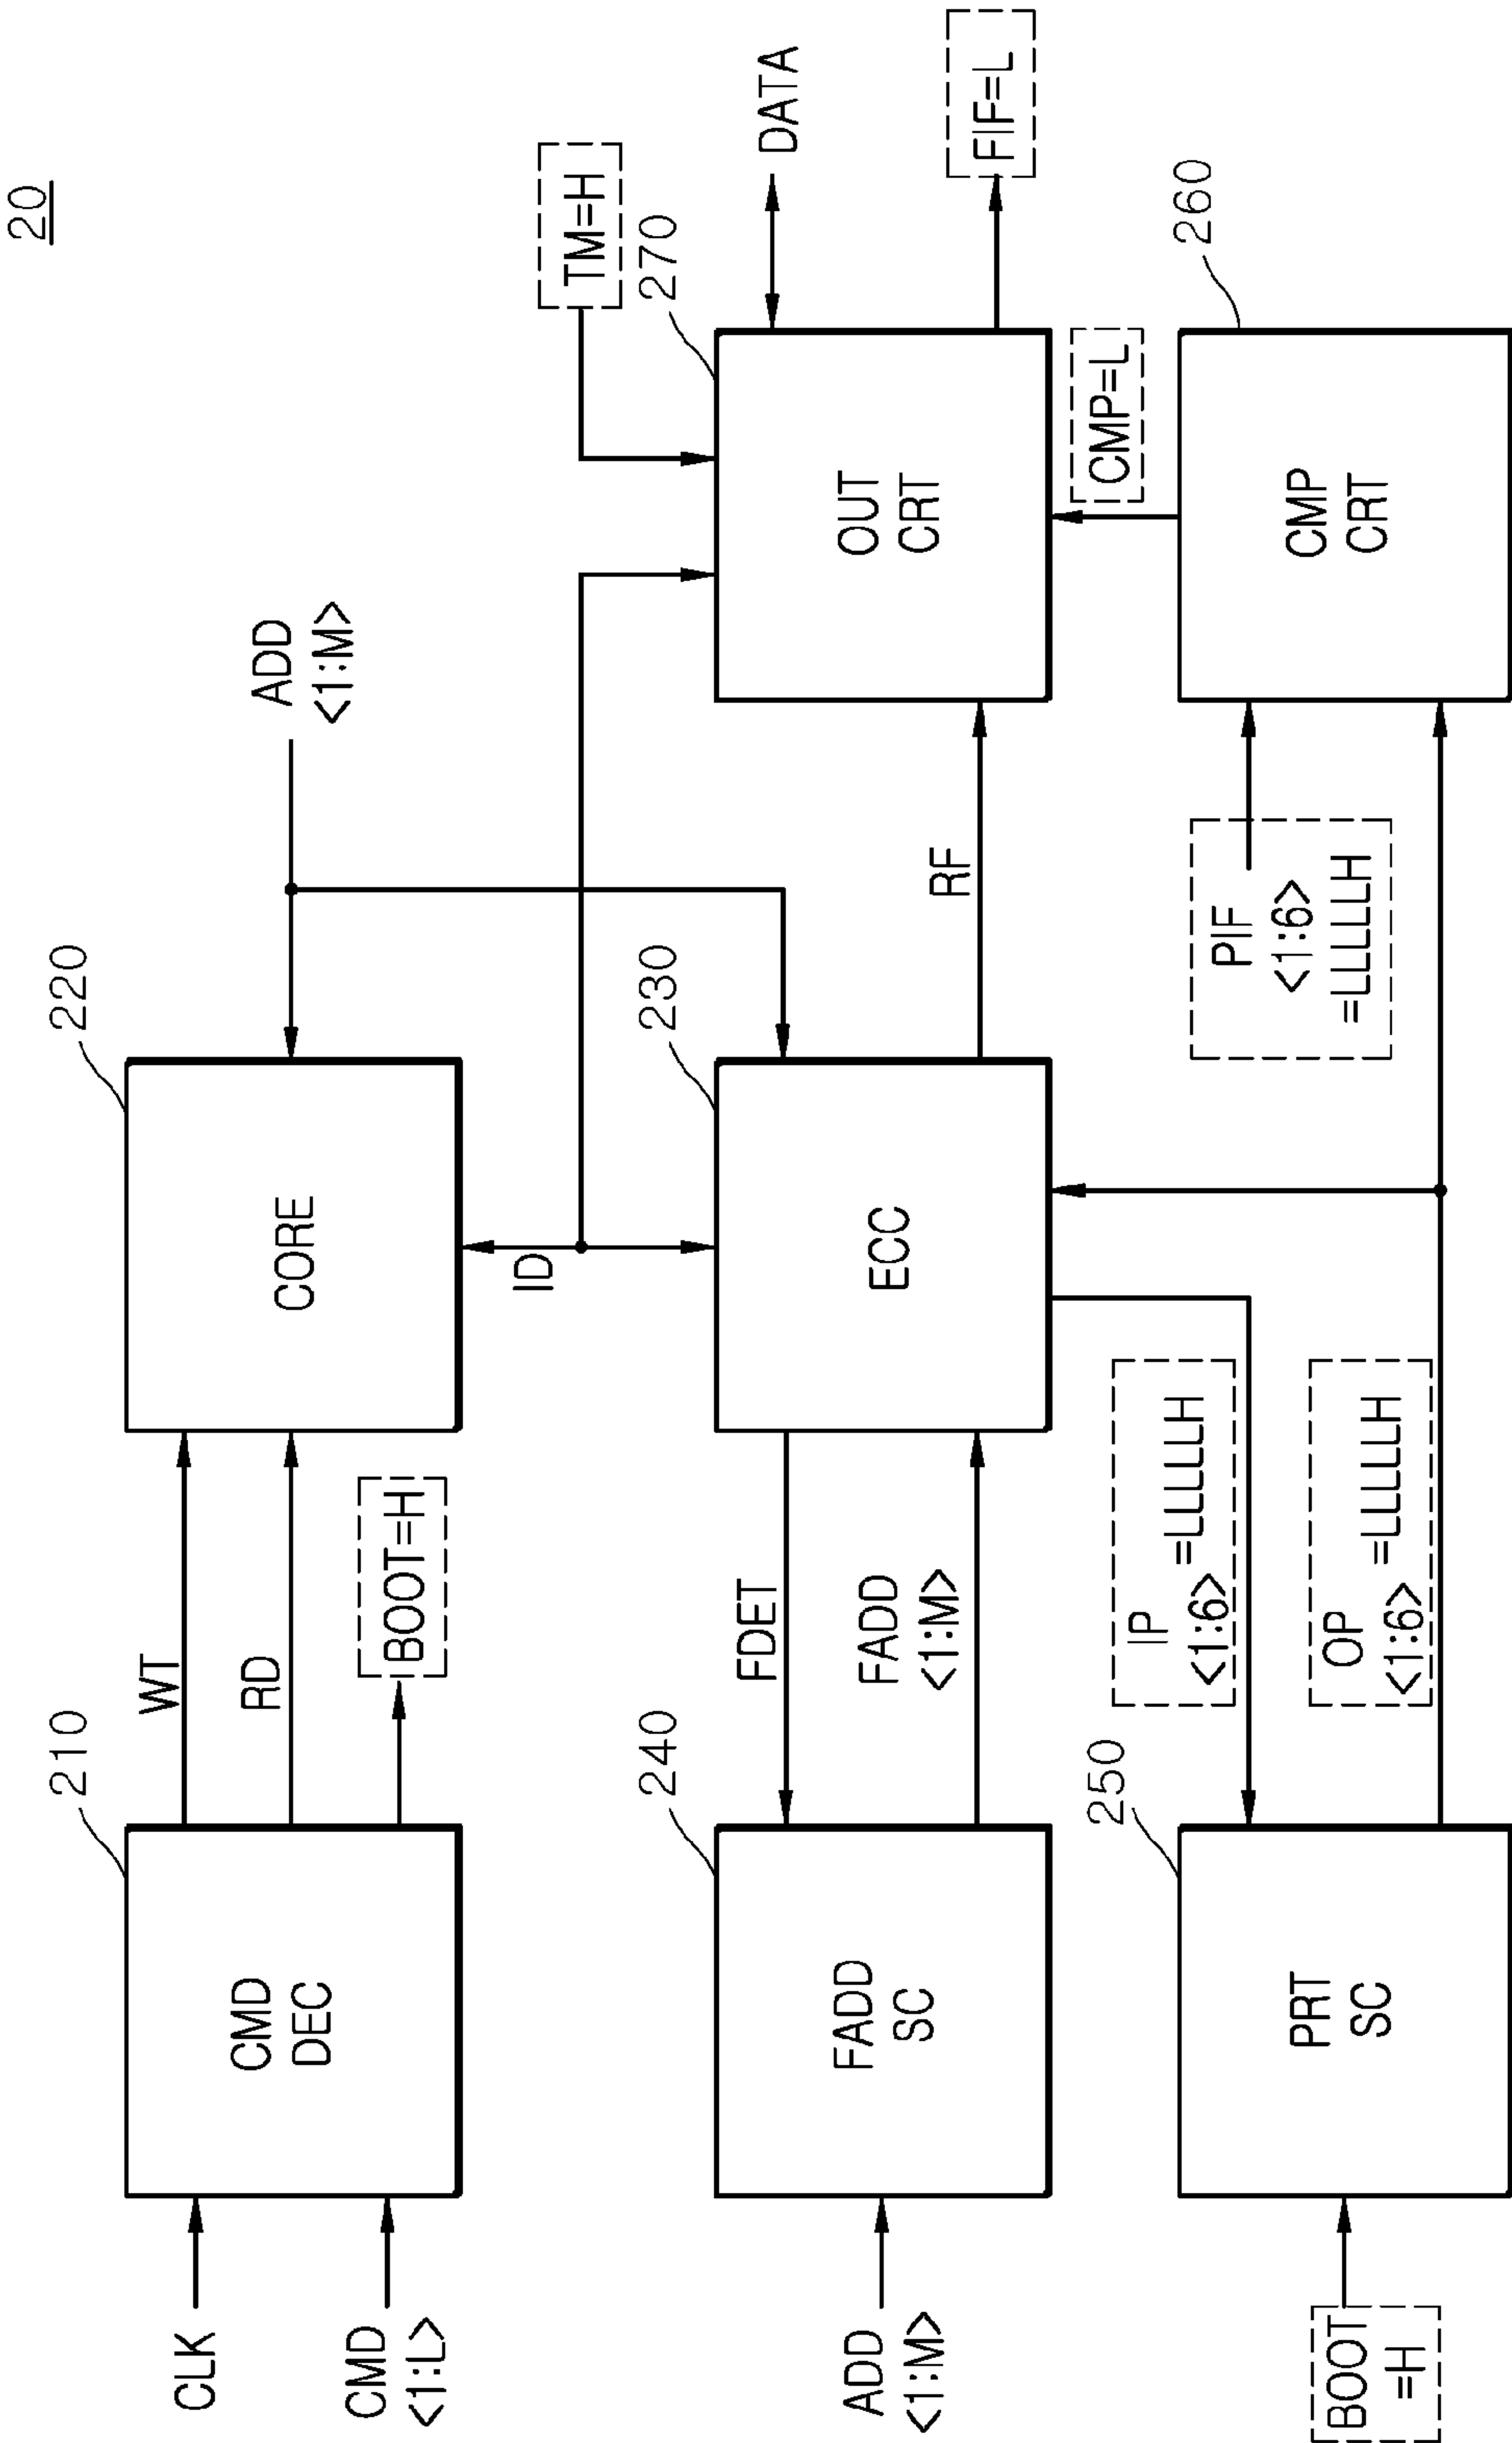 20
210
220
CLK
CMD
<1:L>
CMD
DEC
WT
RD
BOOT=H
CORE
ADD
<1:M>
ID
TM=H
240
230
270
ADD
<1:M>
FADD
SC
FDET
FADD
<1:M>
ECC
RF
OUT
CRT
DATA
FIF=L
250
IP
<1:6>
=LLLLLH
CMP=L
260
BOOT
=H
PRT
SC
OP
<1:6>
=LLLLLH
PIF
<1:6>
=LLLLLH
CMP
CRT